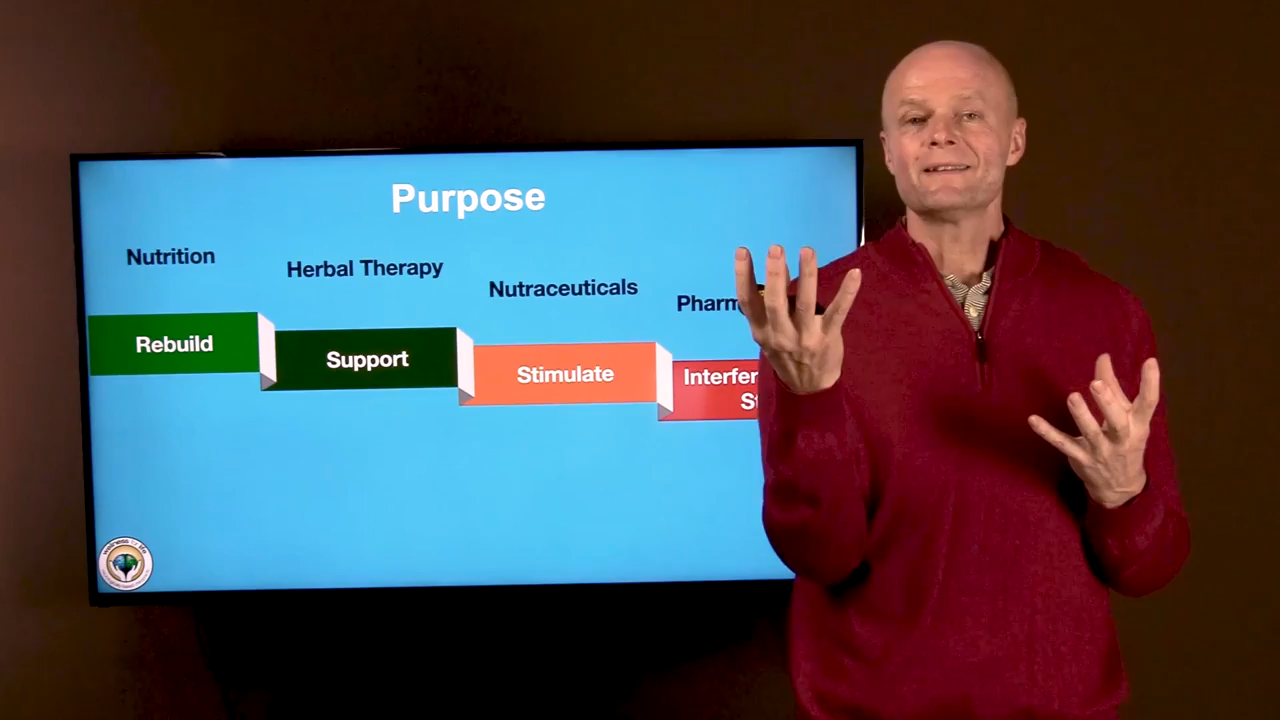 Purpose
Nutrition
Herbal Therapy
Nutraceuticals
Rebuild
Support
Stimulate